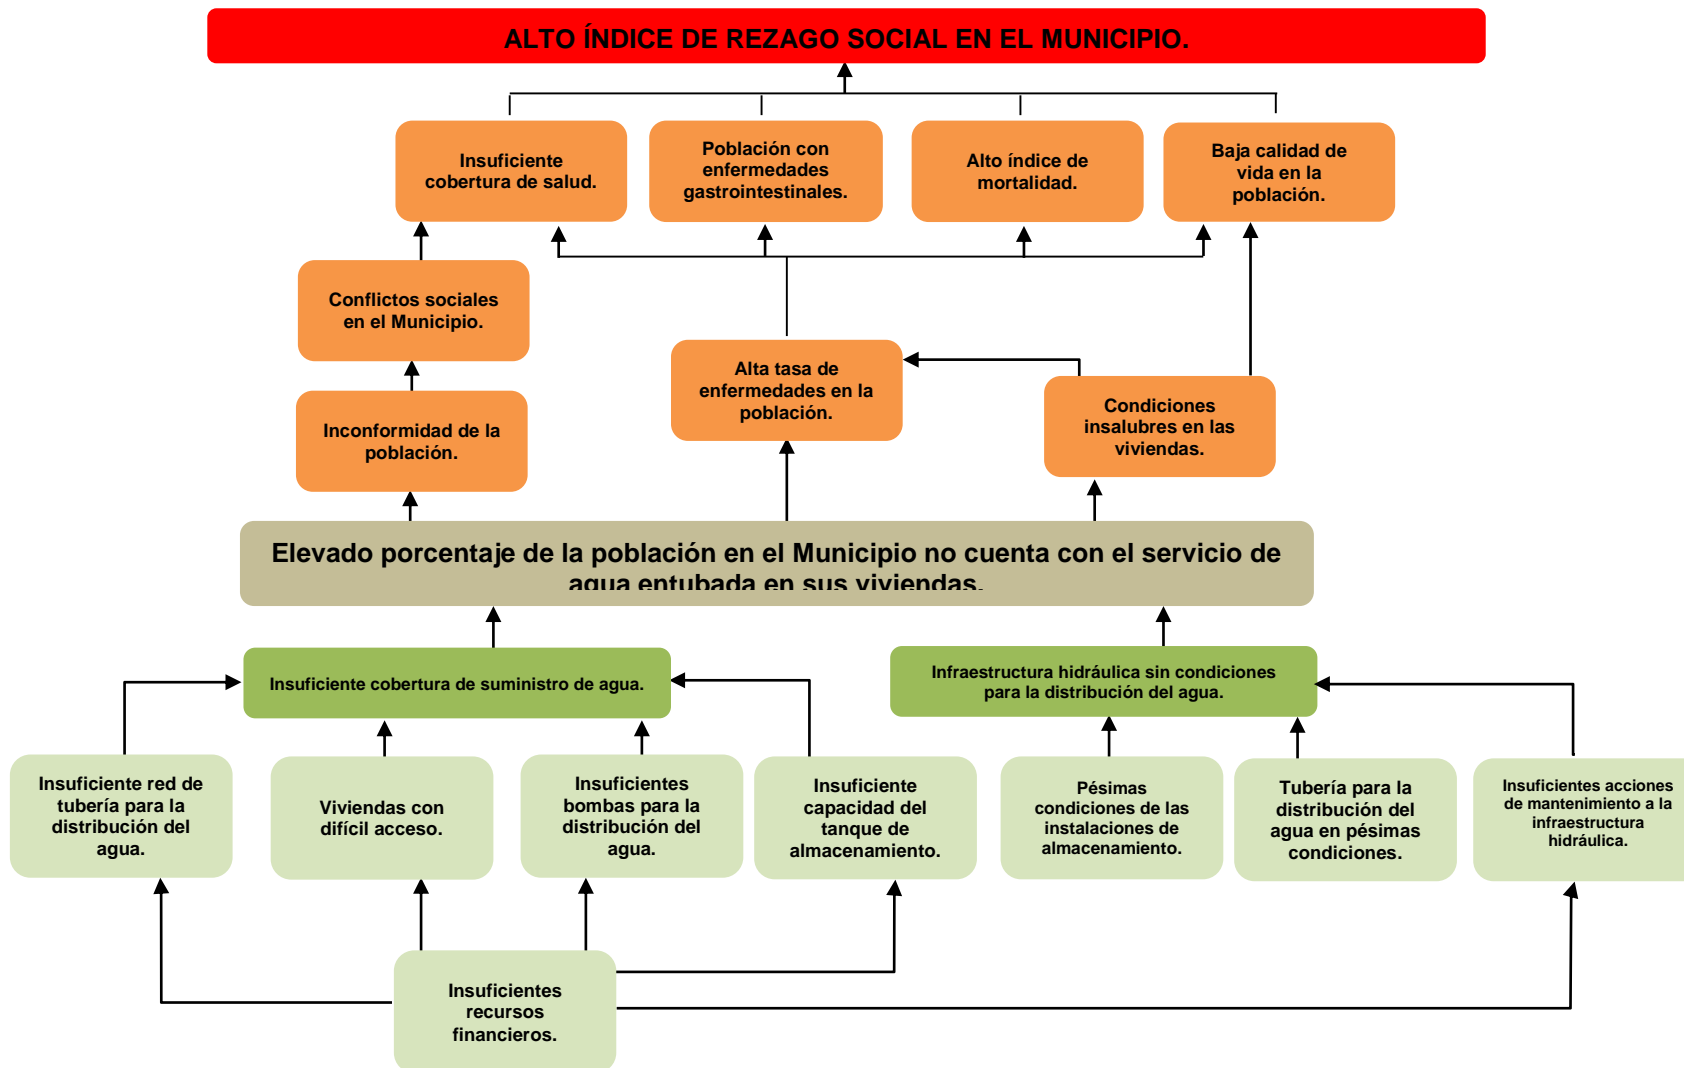 ALTO ÍNDICE DE REZAGO SOCIAL EN EL MUNICIPIO.
Insuficiente
cobertura de salud.
Población con
enfermedades
gastrointestinales.
Alto índice de
mortalidad.
Baja calidad de
vida en la
población.
Conflictos sociales
en el Municipio.
Alta tasa de
enfermedades en la
población.
Condiciones
insalubres en las
viviendas.
Inconformidad de la
población.
Elevado porcentaje de la población en el Municipio no cuenta con el servicio de
agua entubada en sus viviendas.
Insuficiente cobertura de suministro de agua.
Infraestructura hidráulica sin condiciones
para la distribución del agua.
Insuficiente red de
tubería para la
distribución del
agua.
Viviendas con
difícil acceso.
Insuficientes
bombas para la
distribución del
agua.
Insuficiente
capacidad del
tanque de
almacenamiento.
Pésimas
condiciones de las
instalaciones de
almacenamiento.
Tubería para la
distribución del
agua en pésimas
condiciones.
Insuficientes acciones
de mantenimiento a la
infraestructura
hidráulica.
Insuficientes
recursos
financieros.